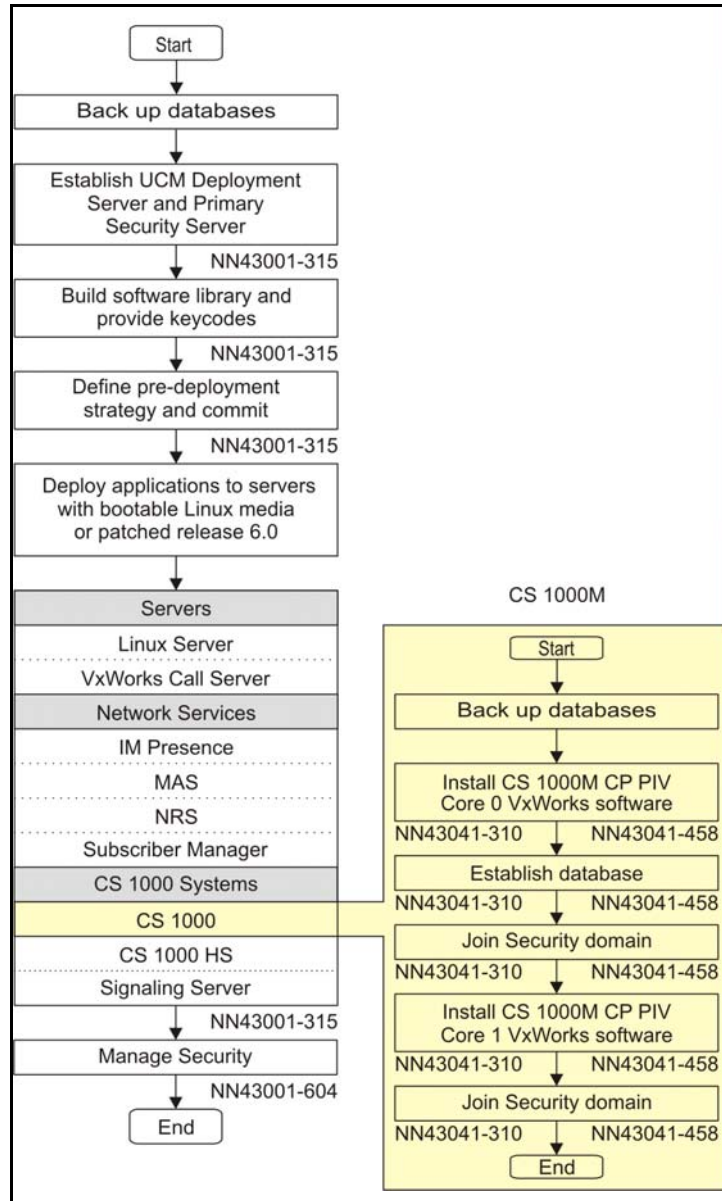 Start
Back up databases
Establish UCM Deployment
Server and Primary
Security Server
NN43001-315
Build software library and
provide keycodes
NN43001-315
Define pre-deployment
strategy and commit
NN43001-315
Deploy applications to servers
with bootable Linux media
or patched release 6.0
Servers
Linux Server
VxWorks Call Server
Network Services
IM Presence
MAS
NRS
Subscriber Manager
CS 1000 Systems
CS 1000
CS 1000 HS
Signaling Server
NN43001-315
Manage Security
NN43001-604
End
CS 1000M
Start
Back up databases
Install CS 1000M CP PIV
Core 0 VxWorks software
NN43041-310 NN43041-458
Establish database
NN43041-310 NN43041-458
Join Security domain
NN43041-310 NN43041-458
Install CS 1000M CP PIV
Core 1 VxWorks software
NN43041-310 NN43041-458
Join Security domain
NN43041-310 NN43041-458
End